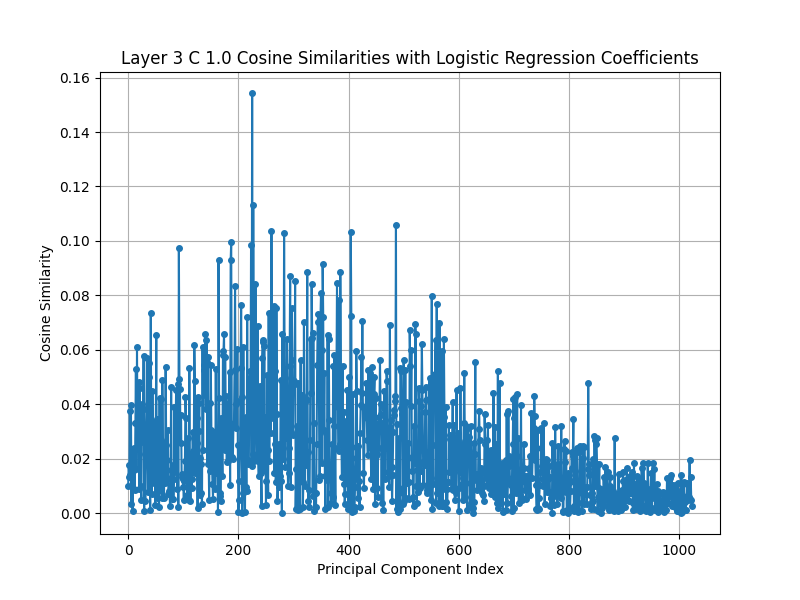 Layer 3 C 1.0 Cosine Similarities with Logistic Regression Coefficients
0.16
0.14
0.12
0.10
0.08
0.06
0.04
0.02
0.00
Cosine Similarity
0 200 400 600 800 1000
Principal Component Index